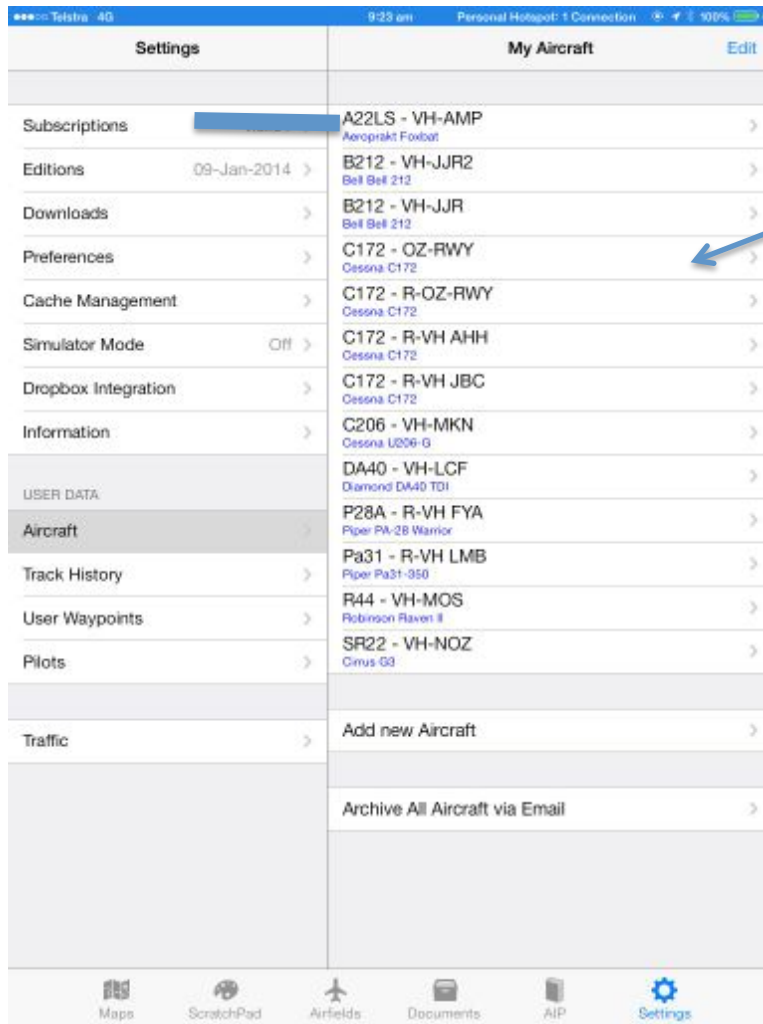 Telstra 4G
9:23 am
Personal Hotspot: 1 Connection
100%
Settings
Subscriptions
Editions 09-Jan-2014
Downloads
Preferences
Cache Management
Simulator Mode Off
Dropbox Integration
Information
USER DATA
Aircraft
Track History
User Waypoints
Pilots
Traffic
My Aircraft
Edit
A22LS - VH-AMP
Aeroprakt Foxbat
B212 - VH-JJR2
Bell Bell 212
B212 - VH-JJR
Bell Bell 212
C172 - OZ-RWY
Cessna C172
C172 - R-OZ-RWY
Cessna C172
C172 - R-VH AHH
Cessna C172
C172 - R-VH JBC
Cessna C172
C206 - VH-MKN
Cessna U206-G
DA40 - VH-LCF
Diamond DA40 TDI
P28A - R-VH FYA
Piper PA-28 Warrior
Pa31 - R-VH LMB
Piper Pa31-350
R44 - VH-MOS
Robinson Raven II
SR22 - VH-NOZ
Cirrus G3
Add new Aircraft
Archive All Aircraft via Email
Maps
ScratchPad
Airfields
Documents
AIP
Settings